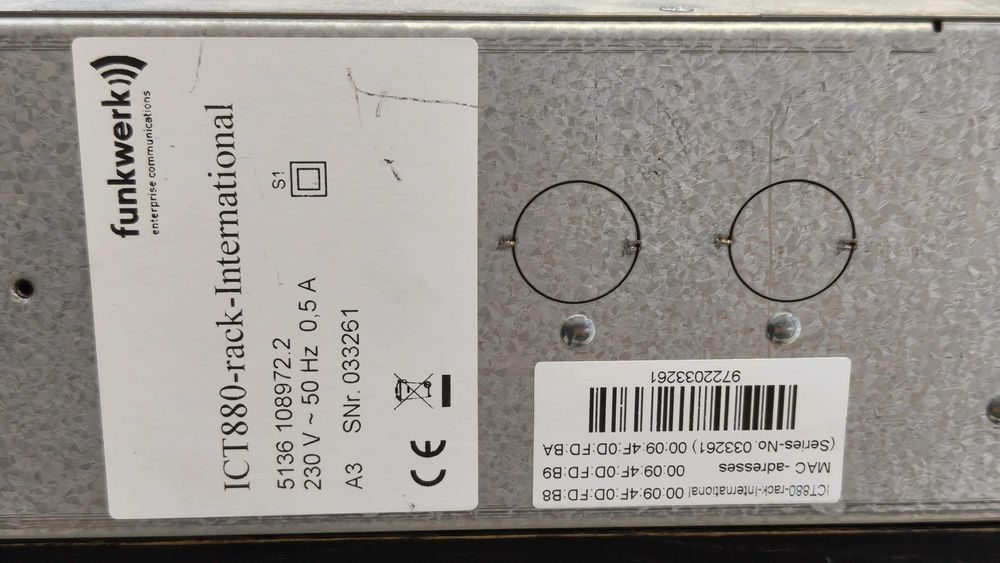 funkwerk
enterprise communications
ICT880-rack-International
S1
5136 108972.2
230 V ~ 50 Hz 0,5 A
A3 SNr. 033261
CE
ICT880-rack-International 00:09:4F:0D:FD:B8
MAC -adresses 00:09:4F:0D:FD:B9
(Series-No. 033261) 00:09:4F:0D:FD:BA
9722033261